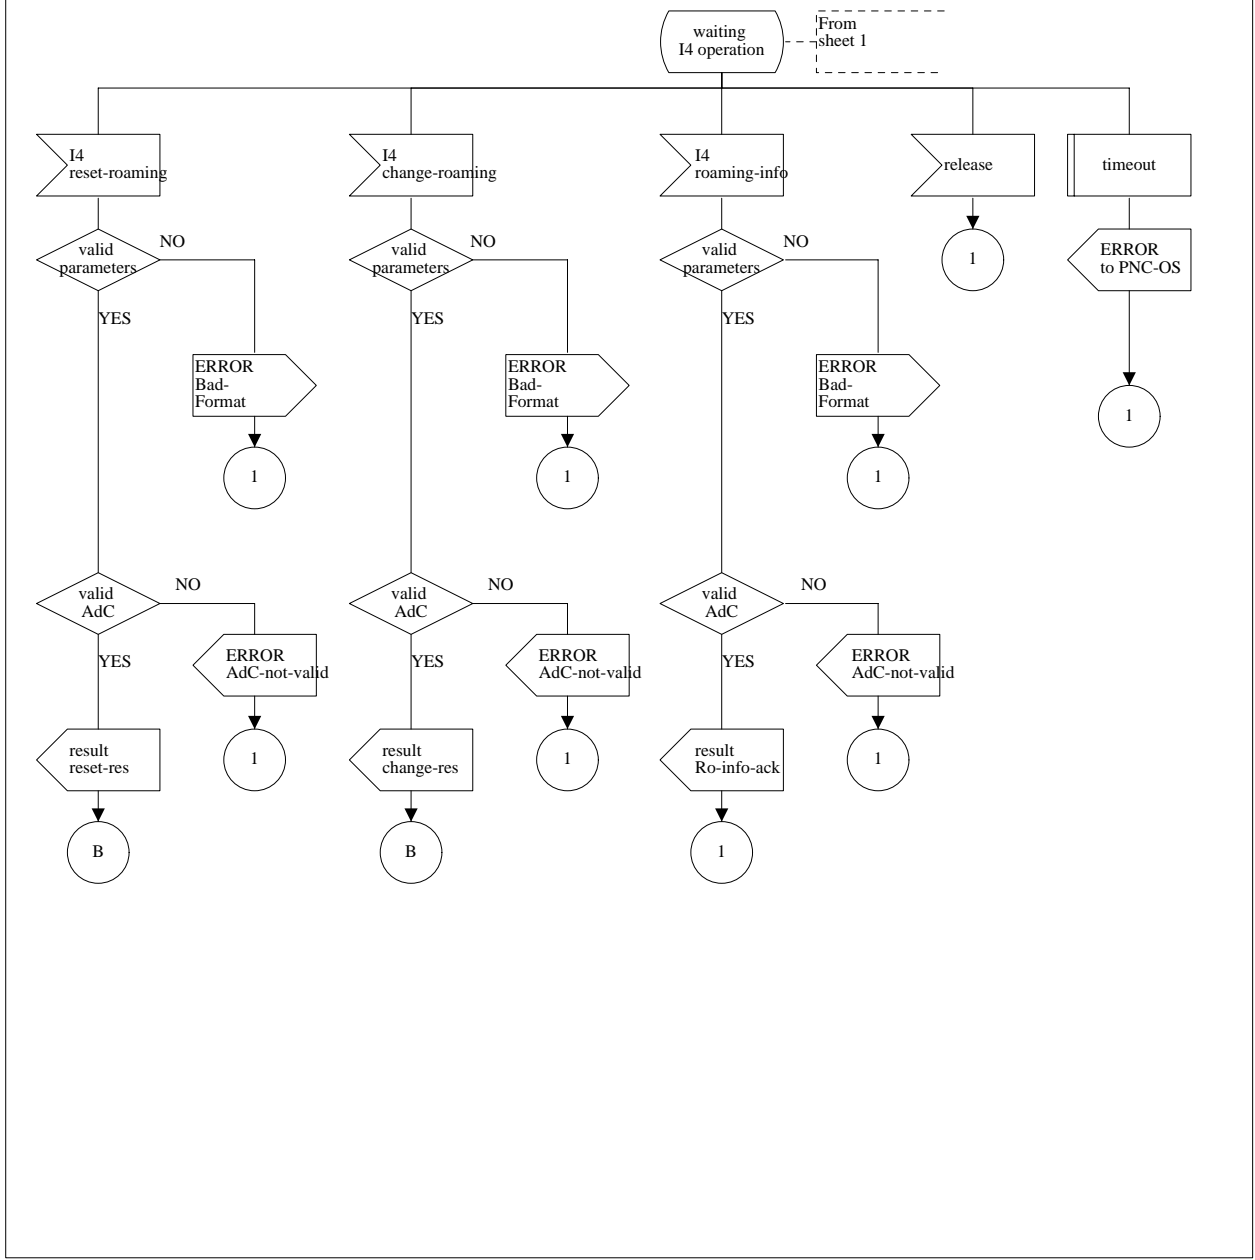 waiting
I4 operation
From
sheet 1
I4
reset-roaming
I4
change-roaming
I4
roaming-info
release
timeout
valid
parameters
NO
valid
parameters
NO
valid
parameters
NO
1
ERROR
to PNC-OS
YES
YES
YES
ERROR
Bad-
Format
ERROR
Bad-
Format
ERROR
Bad-
Format
1
1
1
1
valid
AdC
NO
valid
AdC
NO
valid
AdC
NO
YES
ERROR
AdC-not-valid
YES
ERROR
AdC-not-valid
YES
ERROR
AdC-not-valid
result
reset-res
1
result
change-res
1
result
Ro-info-ack
1
B
B
1